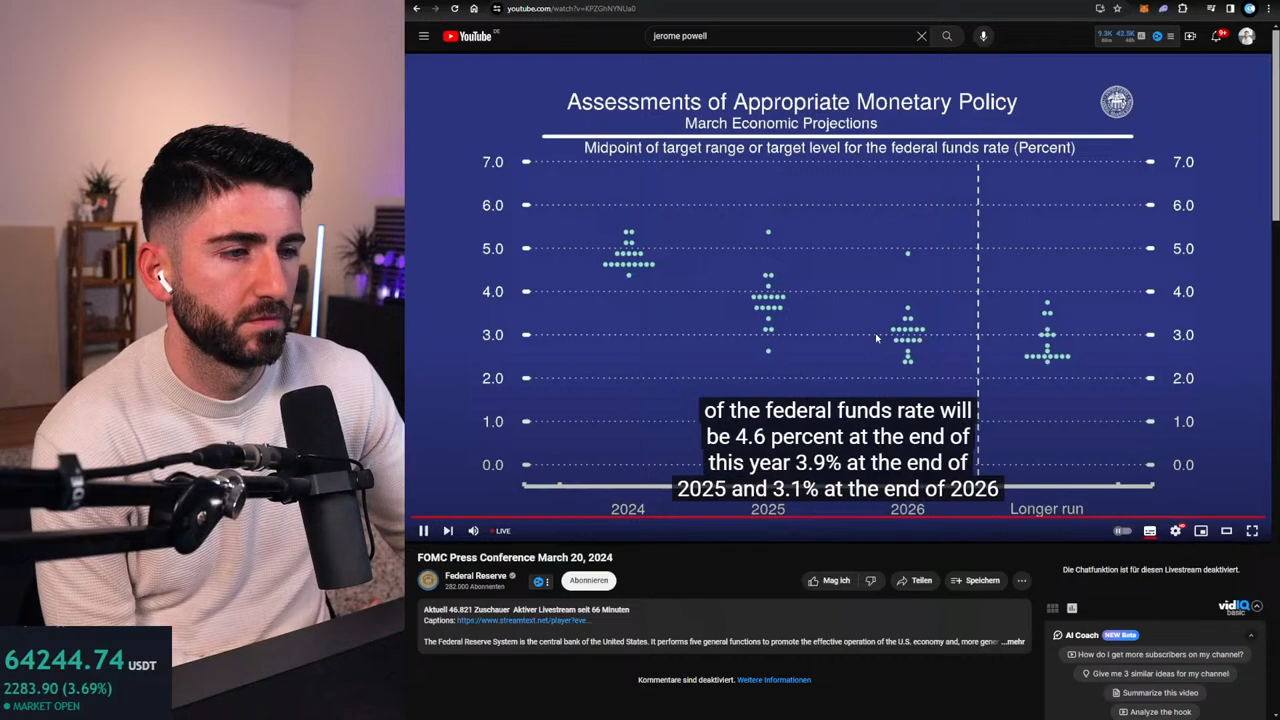 youtube.com/watch?v=KPZGhNYNUa0
YouTube DE
jerome powell
9.3K 42.5K
60m 48h
9+
Assessments of Appropriate Monetary Policy
March Economic Projections
Midpoint of target range or target level for the federal funds rate (Percent)
7.0 7.0
6.0 6.0
5.0 5.0
4.0 4.0
3.0 3.0
2.0 2.0
1.0 1.0
0.0 0.0
of the federal funds rate will
be 4.6 percent at the end of
this year 3.9% at the end of
2025 and 3.1% at the end of 2026
2024 2025 2026 Longer run
LIVE
FOMC Press Conference March 20, 2024
Federal Reserve
282.000 Abonnenten
Abonnieren
Mag ich
Teilen
Speichern
Die Chatfunktion ist für diesen Livestream deaktiviert.
Aktuell 46.821 Zuschauer Aktiver Livestream seit 66 Minuten
Captions: https://www.streamtext.net/player?eve...
The Federal Reserve System is the central bank of the United States. It performs five general functions to promote the effective operation of the U.S. economy and, more gener ...mehr
Kommentare sind deaktiviert. Weitere Informationen
vidIQ
basic
AI Coach NEW Beta
How do I get more subscribers on my channel?
Give me 3 similar ideas for my channel
Summarize this video
Analyze the hook
64244.74 USDT
2283.90 (3.69%)
MARKET OPEN